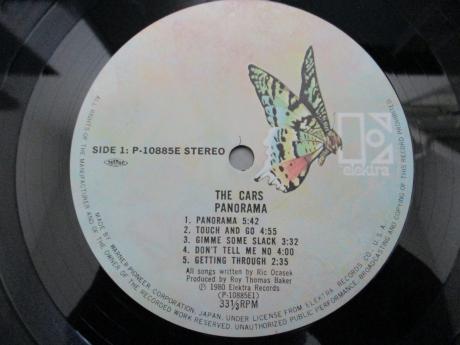 SIDE 1: P-10885E STEREO
elektra
THE CARS
PANORAMA
1. PANORAMA 5:42
2. TOUCH AND GO 4:55
3. GIMME SOME SLACK 3:32
4. DON'T TELL ME NO 4:00
5. GETTING THROUGH 2:35
All songs written by Ric Ocasek
Produced by Roy Thomas Baker
Ⓟ 1980 Elektra Records
(P-10885E1)
33⅓RPM
ALL RIGHTS OF THE MANUFACTURER AND OF THE OWNER OF THE RECORDED WORK RESERVED. UNAUTHORIZED PUBLIC PERFORMANCE, BROADCASTING AND COPYING OF THIS RECORD PROHIBITED
MADE BY WARNER-PIONEER CORPORATION, JAPAN, UNDER LICENSE FROM ELEKTRA RECORDS CO., U.S.A.